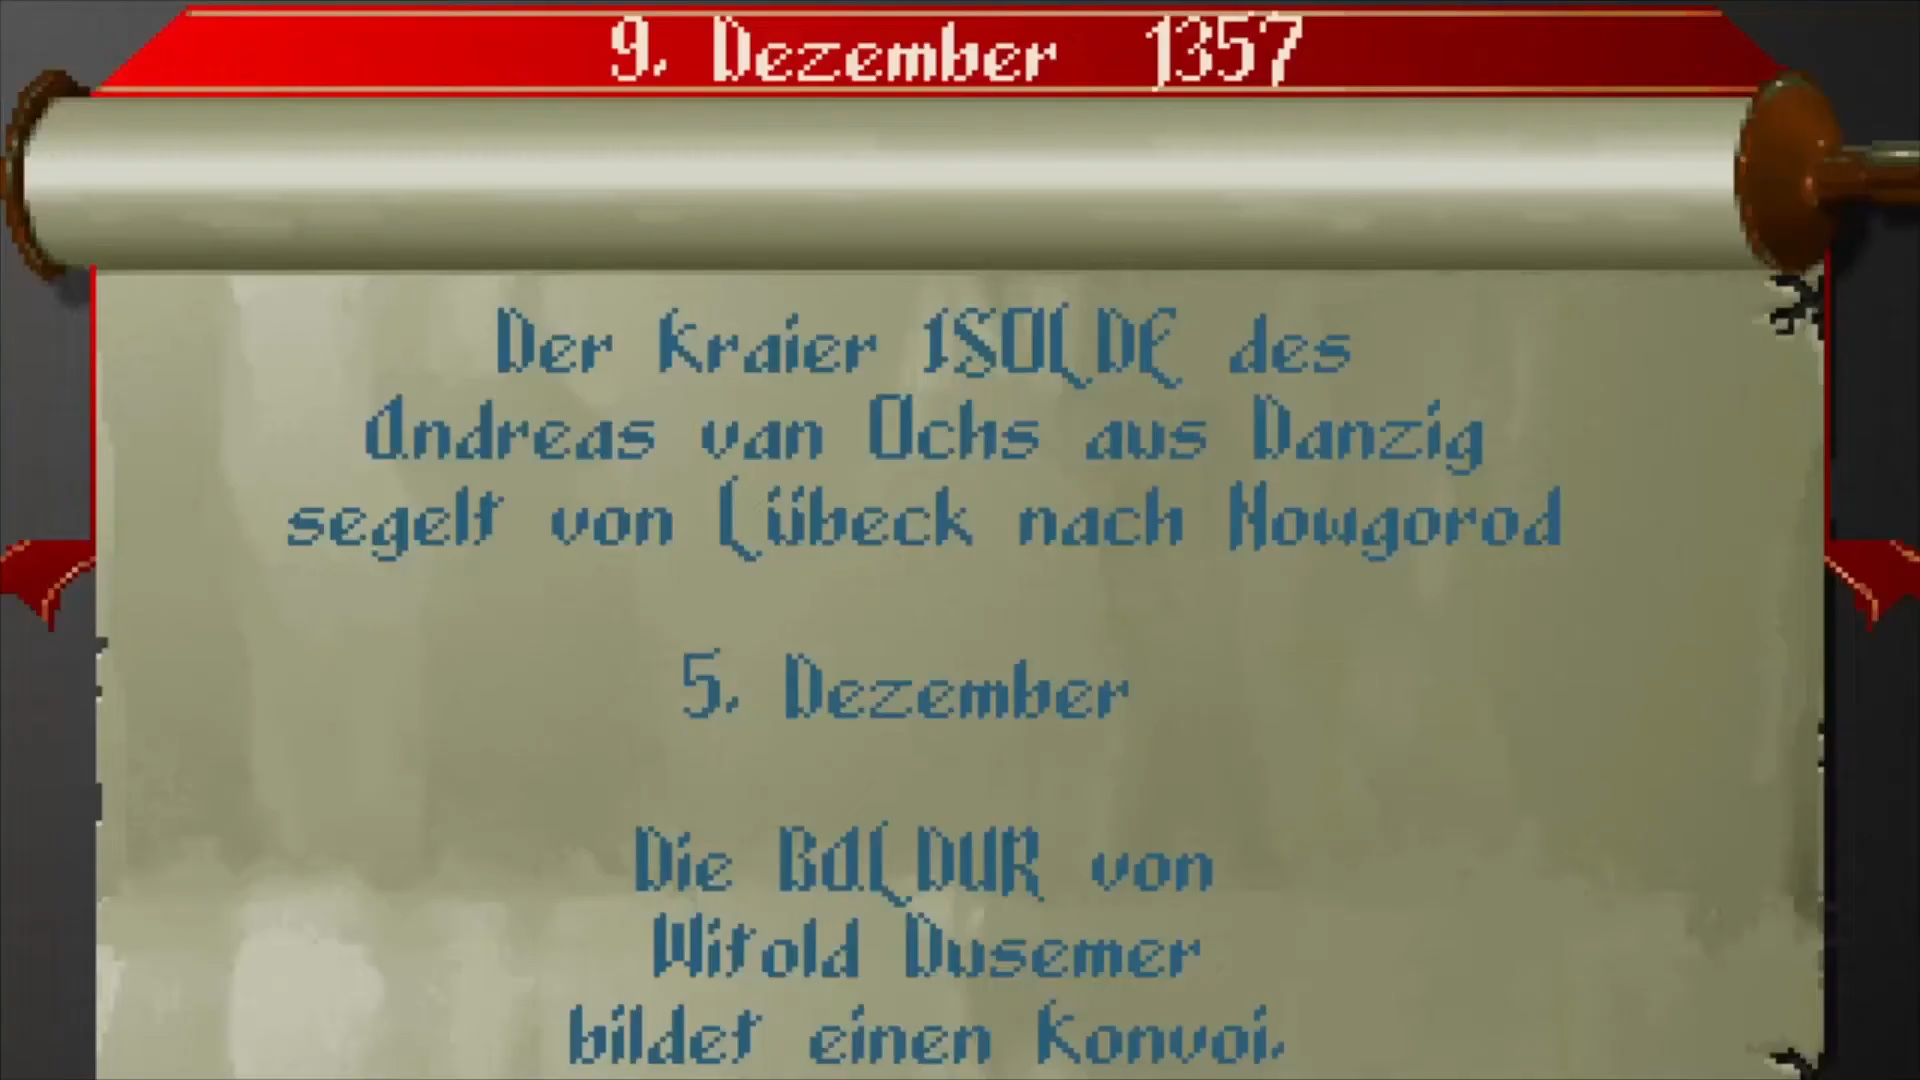 9. Dezember 1357
Der Kraier ISOLDE des
Andreas van Ochs aus Danzig
segelt von Lübeck nach Nowgorod
5. Dezember
Die BALDUR von
Witold Dusemer
bildet einen Konvoi.